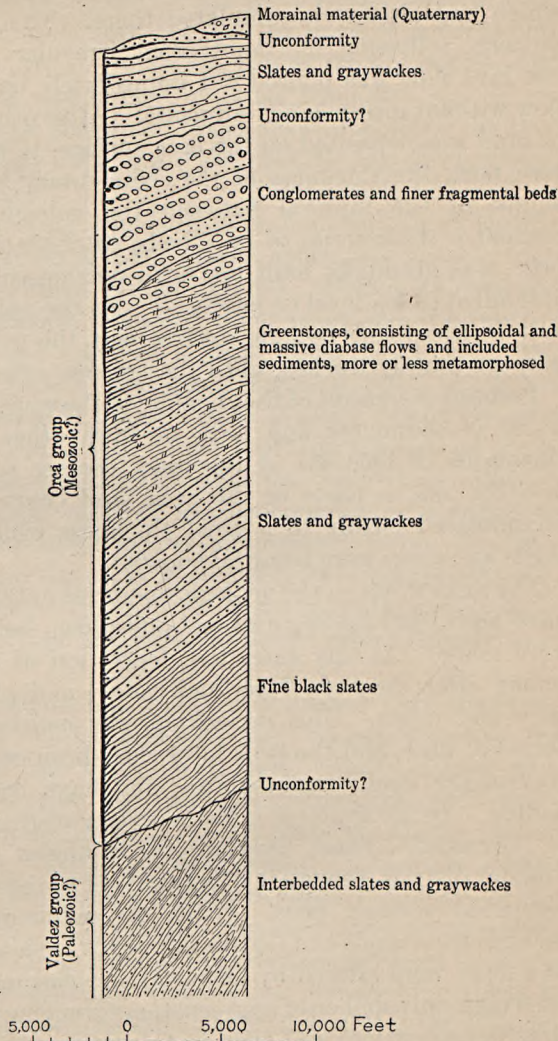 Morainal material (Quaternary)
Unconformity
Slates and graywackes
Unconformity?
Conglomerates and finer fragmental beds
Greenstones, consisting of ellipsoidal and
massive diabase flows and included
sediments, more or less metamorphosed
Orca group
(Mesozoic?)
Slates and graywackes
Fine black slates
Unconformity?
Valdez group
(Paleozoic?)
Interbedded slates and graywackes
5,000 0 5,000 10,000 Feet